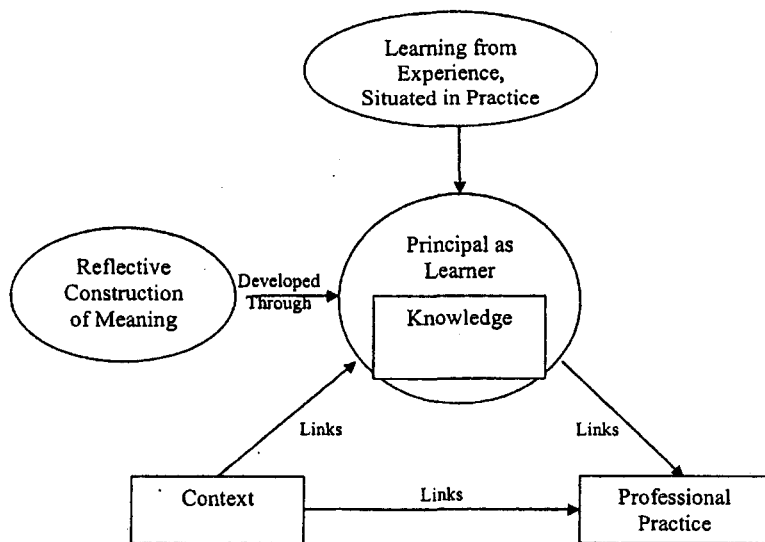 Learning from
Experience,
Situated in Practice
Principal as
Learner
Reflective
Construction
of Meaning
Developed
Through
Knowledge
Links
Links
Context
Links
Professional
Practice